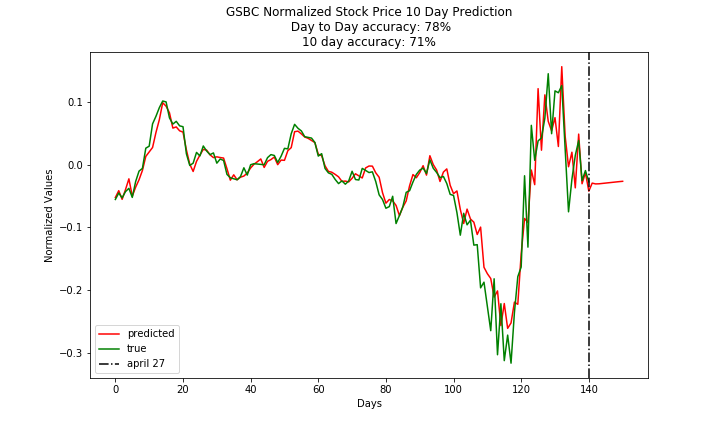 GSBC Normalized Stock Price 10 Day Prediction
Day to Day accuracy: 78%
10 day accuracy: 71%
Normalized Values
0.1
0.0
−0.1
−0.2
−0.3
predicted
true
april 27
0
20
40
60
80
100
120
140
Days